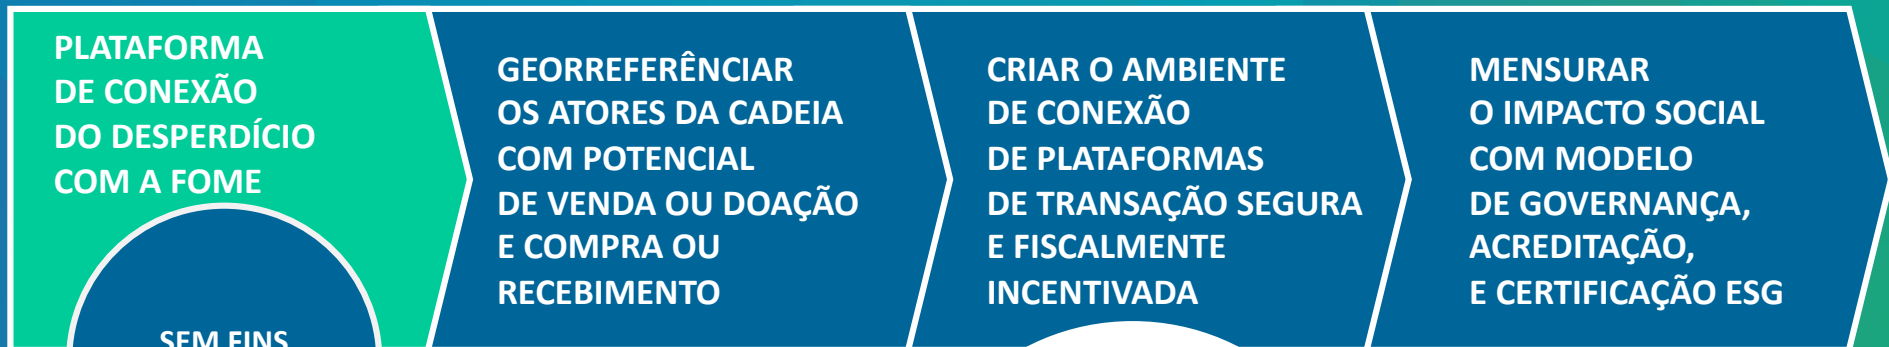 PLATAFORMA
DE CONEXÃO
DO DESPERDÍCIO
COM A FOME
SEM FINS
GEORREFERÊNCIAR
OS ATORES DA CADEIA
COM POTENCIAL
DE VENDA OU DOAÇÃO
E COMPRA OU
RECEBIMENTO
CRIAR O AMBIENTE
DE CONEXÃO
DE PLATAFORMAS
DE TRANSAÇÃO SEGURA
E FISCALMENTE
INCENTIVADA
MENSURAR
O IMPACTO SOCIAL
COM MODELO
DE GOVERNANÇA,
ACREDITAÇÃO,
E CERTIFICAÇÃO ESG